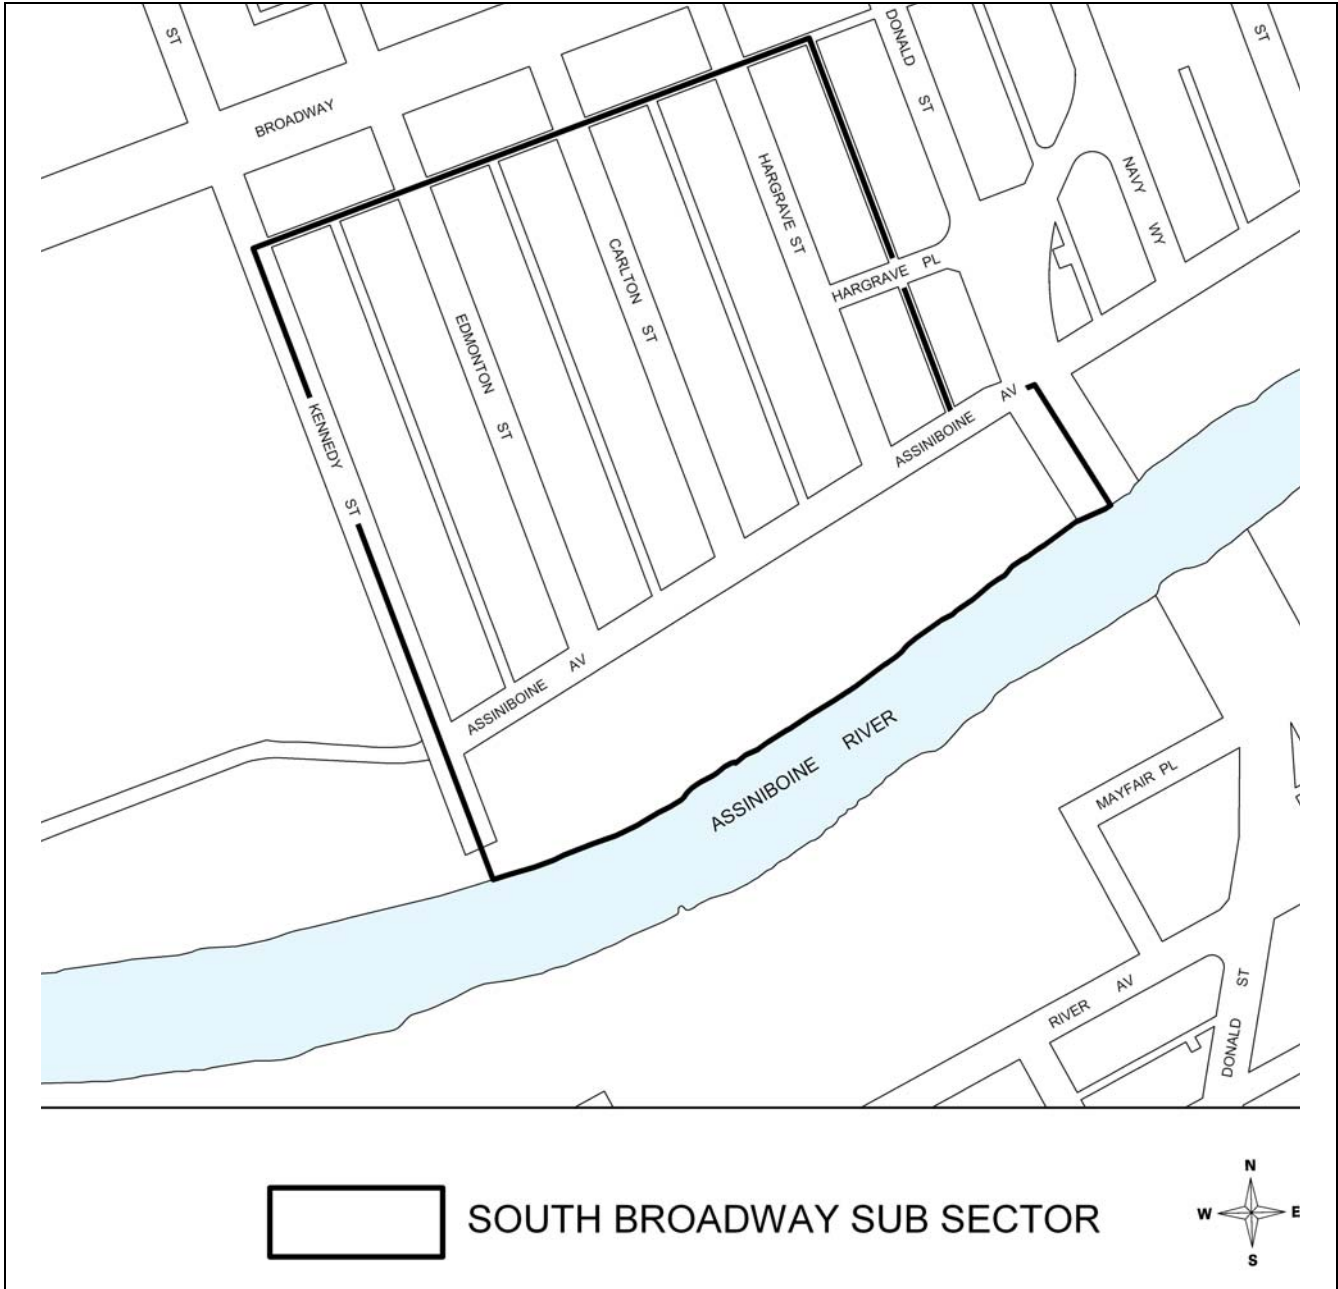 ST
DONALD ST
ST
BROADWAY
NAVY WY
HARGRAVE ST
CARLTON ST
HARGRAVE PL
EDMONTON ST
KENNEDY ST
ASSINIBOINE AV
ASSINIBOINE AV
ASSINIBOINE RIVER
MAYFAIR PL
RIVER AV
DONALD ST
SOUTH BROADWAY SUB SECTOR
N
W E
S